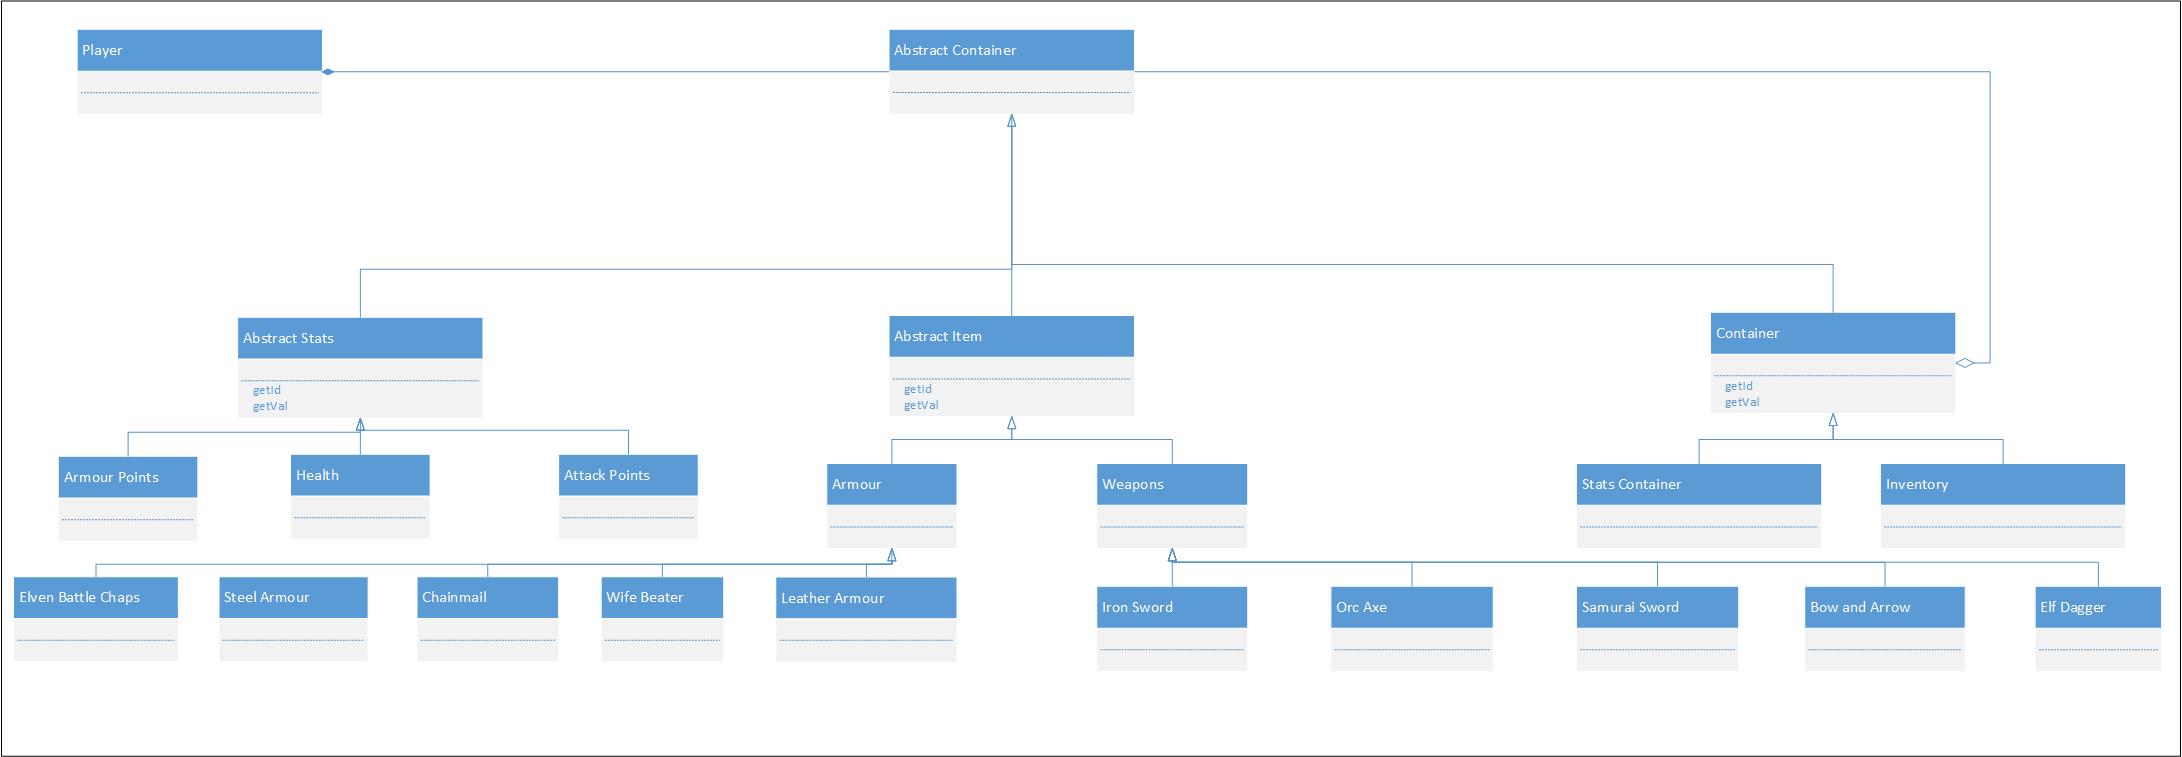 Player
Abstract Container
Abstract Stats
getId
getVal
Abstract Item
getId
getVal
Container
getId
getVal
Armour Points
Health
Attack Points
Armour
Weapons
Stats Container
Inventory
Elven Battle Chaps
Steel Armour
Chainmail
Wife Beater
Leather Armour
Iron Sword
Orc Axe
Samurai Sword
Bow and Arrow
Elf Dagger